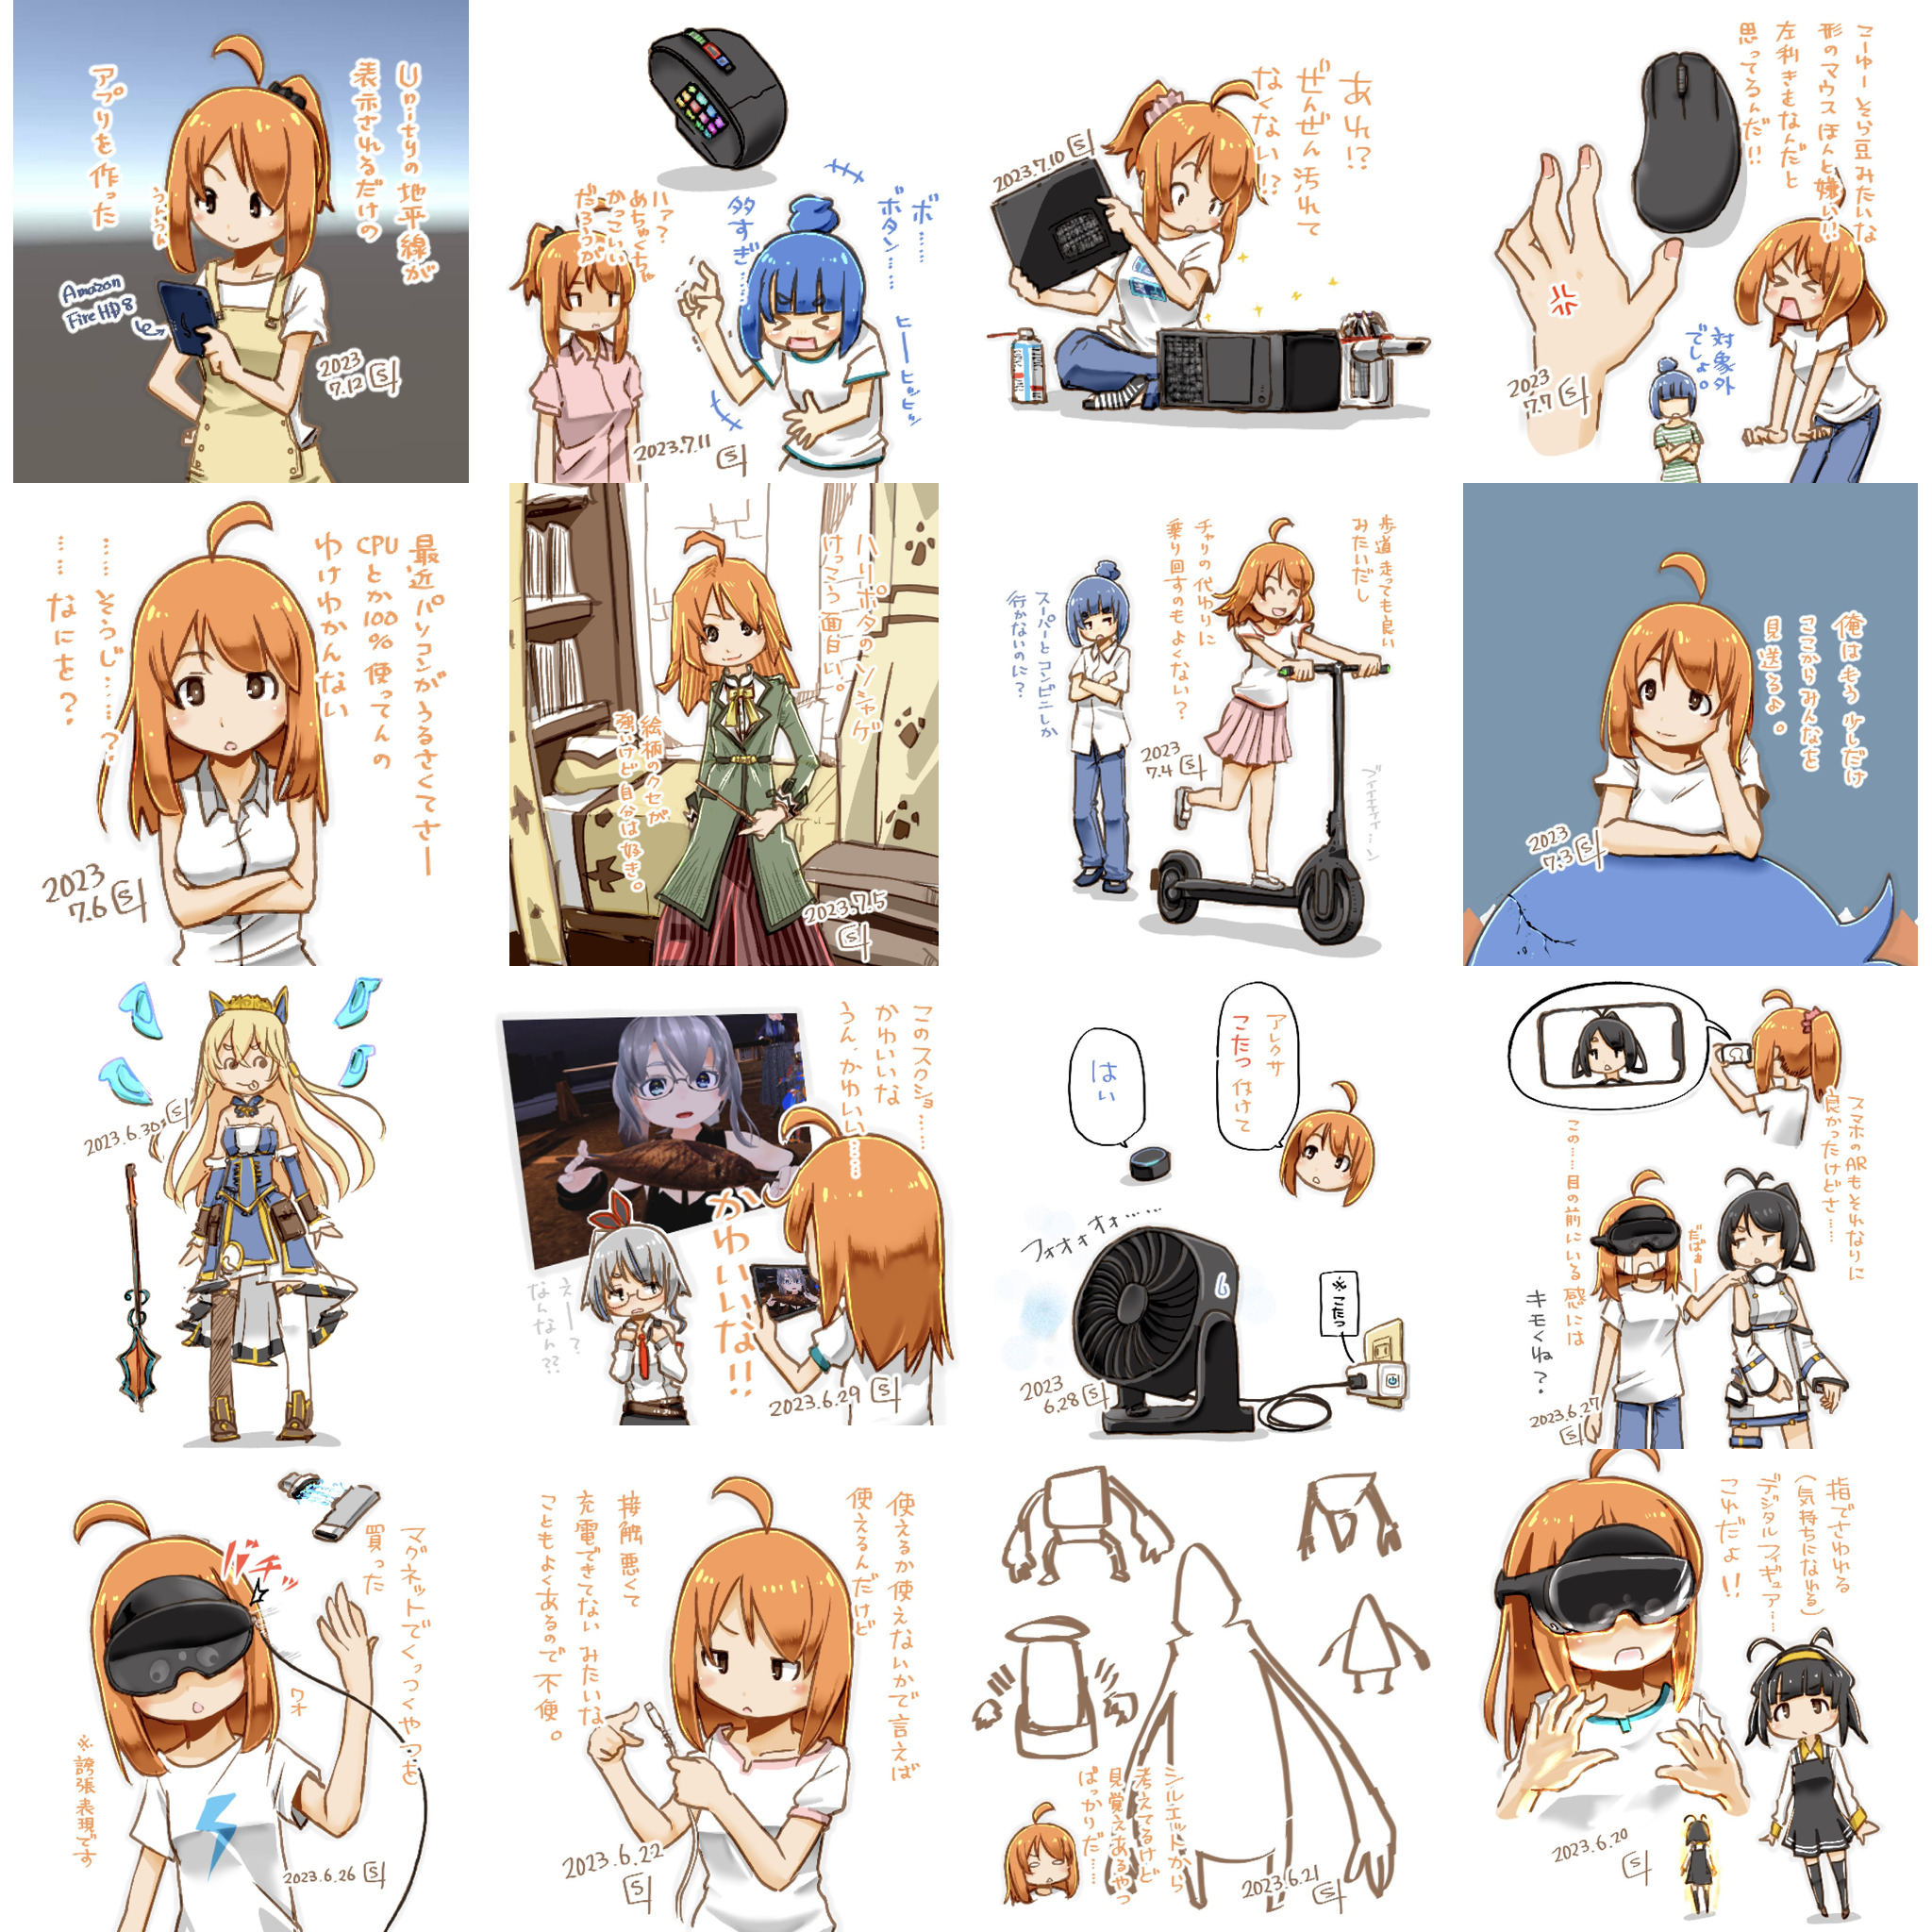 Unityの地平線が
表示されるだけの
アプリを作った
うんうん
Amazon
Fire HD8
2023
7.12
ボ……
ボタン……
多すぎ……
ヒーーヒッヒッ
ハァ?
めちゃくちゃ
かっこいい
だろうが
2023.7.11
あれ!?
ぜんぜん汚れて
なくない!?
2023.7.10
こーゆーそら豆みたいな
形のマウスほんと嫌い!!
左利きをなんだと
思ってるんだ!!
対象外
でしょ。
2023
7.7
最近パソコンがうるさくてさー
CPUとか100%使ってんの
わけわかんない
……そうじ……?
……なにを?
2023
7.6
ハリポタのソシャゲ
けっこう面白い。
絵柄のクセが
強いけど自分は好き。
2023.7.5
歩道走っても良い
みたいだし
チャリの代わりに
乗り回すのもよくない?
スーパーとコンビニしか
行かないのに?
2023
7.4
俺はもう少しだけ
ここからみんなを
見送るよ。
2023
7.3
2023.6.30
このスクショ……
かわいいな
うん、かわいい……
かわいいな!!
えー?
なんなん??
2023.6.29
アレクサ
こたつつけて
はい
フォオォオォ……
※こたつ
2023
6.28
スマホのARもそれなりに
良かったけどさ……
この……目の前にいる感には
だばぁー
キモくね?
2023.6.27
マグネットでくっつくやつを
買った
バチッ
ワオ
※誇張表現です
2023.6.26
使えるか使えないかで言えば
使えるんだけど
接触悪くて
充電できてないみたいな
こともよくあるので不便。
2023.6.22
シルエットから
考えてるけど
見覚えあるやつ
ばっかりだ……
2023.6.21
指でさわれる
(気持ちになれる)
デジタルフィギュア…
これだよ!!
2023.6.20